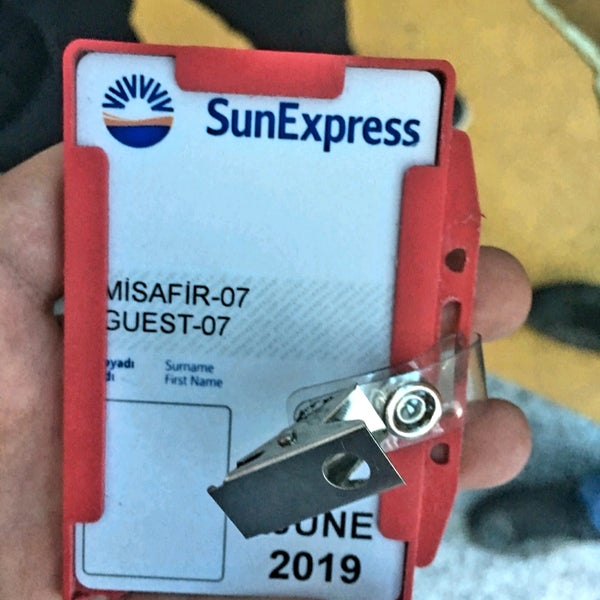 SunExpress
MİSAFİR-07
GUEST-07
Surname
First Name
JUNE
2019